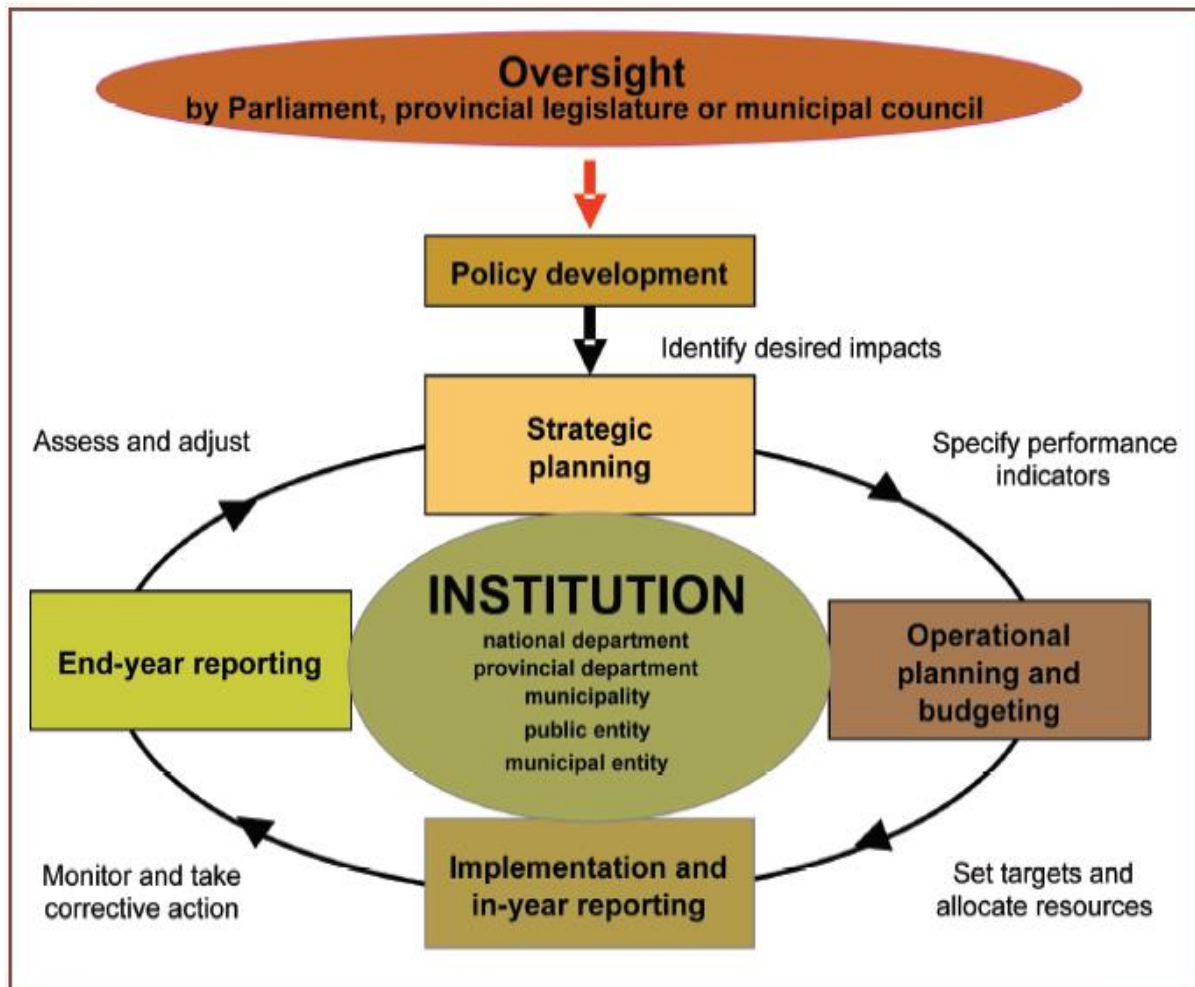 Oversight
by Parliament, provincial legislature or municipal council
Policy development
Identify desired impacts
Strategic
planning
Assess and adjust
Specify performance
indicators
INSTITUTION
national department
provincial department
municipality
public entity
municipal entity
End-year reporting
Operational
planning and
budgeting
Monitor and take
corrective action
Implementation and
in-year reporting
Set targets and
allocate resources